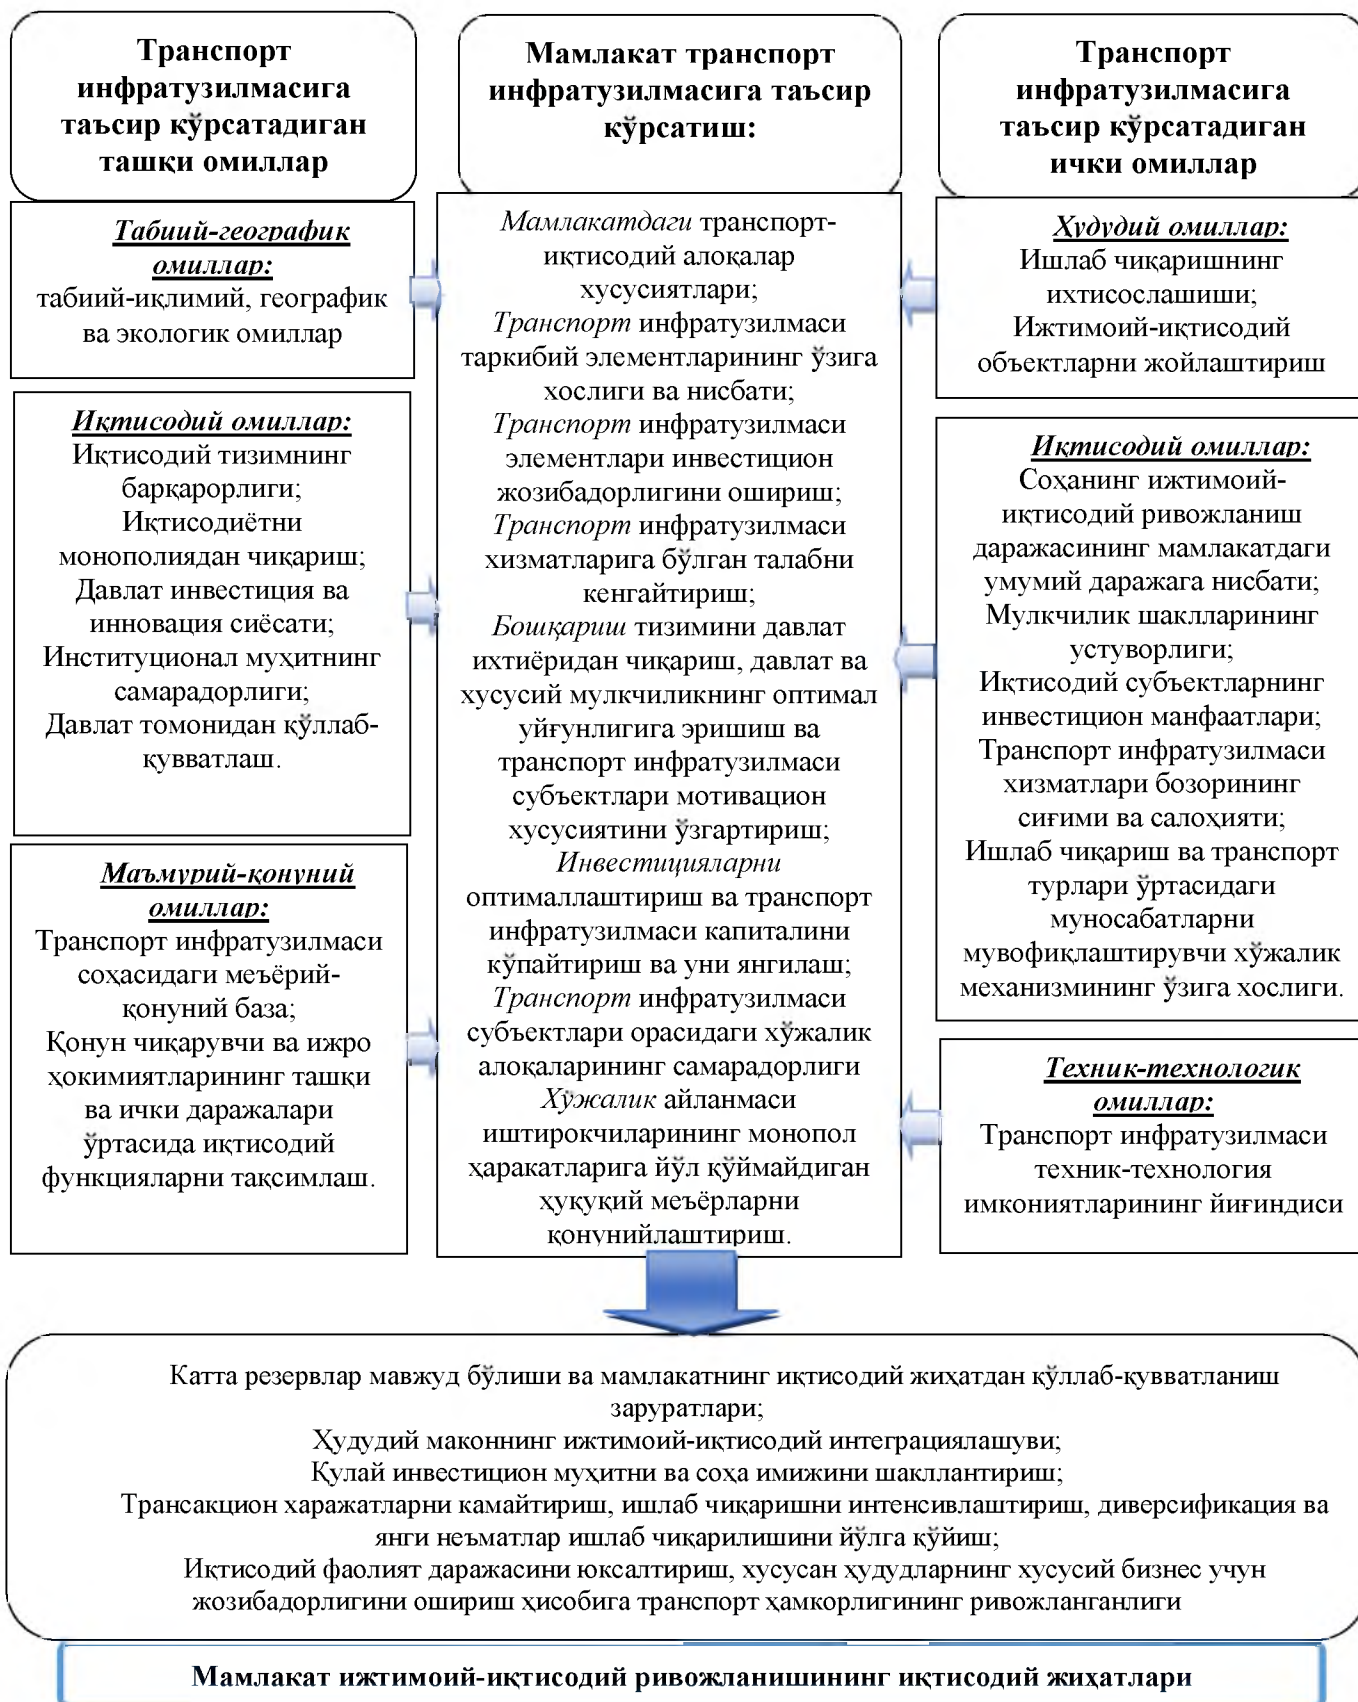 Транспорт
инфратузилмасига
таъсир кўрсатадиган
ташқи омиллар
Табиий-географик
омиллар:
табиий-иқлимий, географик
ва экологик омиллар
Иқтисодий омиллар:
Иқтисодий тизимнинг
барқарорлиги;
Иқтисодиётни
монополиядан чиқариш;
Давлат инвестиция ва
инновация сиёсати;
Институционал муҳитнинг
самарадорлиги;
Давлат томонидан қўллаб-
қувватлаш.
Маъмурий-қонуний
омиллар:
Транспорт инфратузилмаси
соҳасидаги меъёрий-
қонуний база;
Қонун чиқарувчи ва ижро
ҳокимиятларининг ташқи
ва ички даражалари
ўртасида иқтисодий
функцияларни тақсимлаш.
Мамлакат транспорт
инфратузилмасига таъсир
кўрсатиш:
Мамлакатдаги транспорт-
иқтисодий алоқалар
хусусиятлари;
Транспорт инфратузилмаси
таркибий элементларининг ўзига
хослиги ва нисбати;
Транспорт инфратузилмаси
элементлари инвестицион
жозибадорлигини ошириш;
Транспорт инфратузилмаси
хизматларига бўлган талабни
кенгайтириш;
Бошқариш тизимини давлат
ихтиёридан чиқариш, давлат ва
хусусий мулкчиликнинг оптимал
уйғунлигига эришиш ва
транспорт инфратузилмаси
субъектлари мотивацион
хусусиятини ўзгартириш;
Инвестицияларни
оптималлаштириш ва транспорт
инфратузилмаси капиталини
кўпайтириш ва уни янгилаш;
Транспорт инфратузилмаси
субъектлари орасидаги хўжалик
алоқаларининг самарадорлиги
Хўжалик айланмаси
иштирокчиларининг монопол
ҳаракатларига йўл қўймайдиган
ҳуқуқий меъёрларни
қонунийлаштириш.
Транспорт
инфратузилмасига
таъсир кўрсатадиган
ички омиллар
Ҳудудий омиллар:
Ишлаб чиқаришнинг
ихтисослашиши;
Ижтимоий-иқтисодий
объектларни жойлаштириш
Иқтисодий омиллар:
Соҳанинг ижтимоий-
иқтисодий ривожланиш
даражасининг мамлакатдаги
умумий даражага нисбати;
Мулкчилик шаклларининг
устуворлиги;
Иқтисодий субъектларнинг
инвестицион манфаатлари;
Транспорт инфратузилмаси
хизматлари бозорининг
сиғими ва салоҳияти;
Ишлаб чиқариш ва транспорт
турлари ўртасидаги
муносабатларни
мувофиқлаштирувчи хўжалик
механизмининг ўзига хослиги.
Техник-технологик
омиллар:
Транспорт инфратузилмаси
техник-технология
имкониятларининг йиғиндиси
Катта резервлар мавжуд бўлиши ва мамлакатнинг иқтисодий жиҳатдан қўллаб-қувватланиш
заруратлари;
Ҳудудий маконнинг ижтимоий-иқтисодий интеграциялашуви;
Қулай инвестицион муҳитни ва соҳа имижини шакллантириш;
Трансакцион харажатларни камайтириш, ишлаб чиқаришни интенсивлаштириш, диверсификация ва
янги неъматлар ишлаб чиқарилишини йўлга қўйиш;
Иқтисодий фаолият даражасини юксалтириш, хусусан ҳудудларнинг хусусий бизнес учун
жозибадорлигини ошириш ҳисобига транспорт ҳамкорлигининг ривожланганлиги
Мамлакат ижтимоий-иқтисодий ривожланишининг иқтисодий жиҳатлари